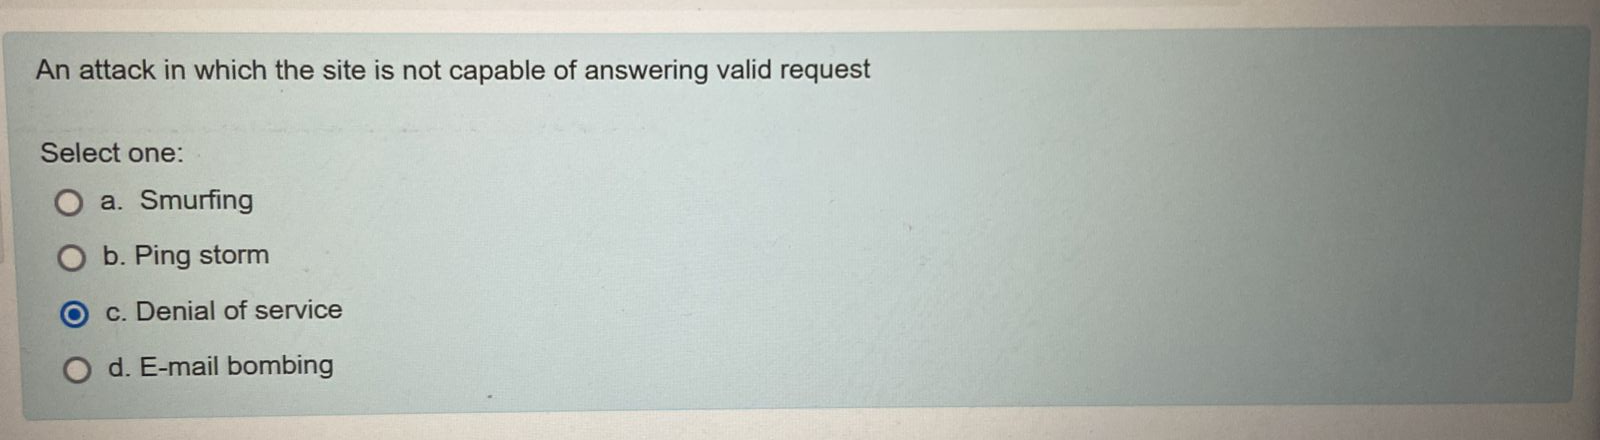 An attack in which the site is not capable of answering valid request
Select one:
a. Smurfing
b. Ping storm
c. Denial of service
d. E-mail bombing